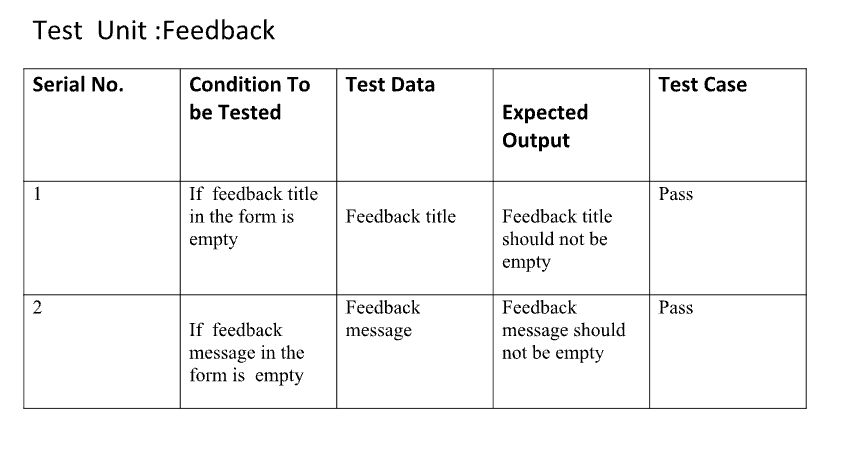 Test Unit :Feedback
Serial No.
Condition To
be Tested
Test Data
Expected
Output
Test Case
1
If feedback title
in the form is
empty
Feedback title
Feedback title
should not be
empty
Pass
2
If feedback
message in the
form is empty
Feedback
message
Feedback
message should
not be empty
Pass